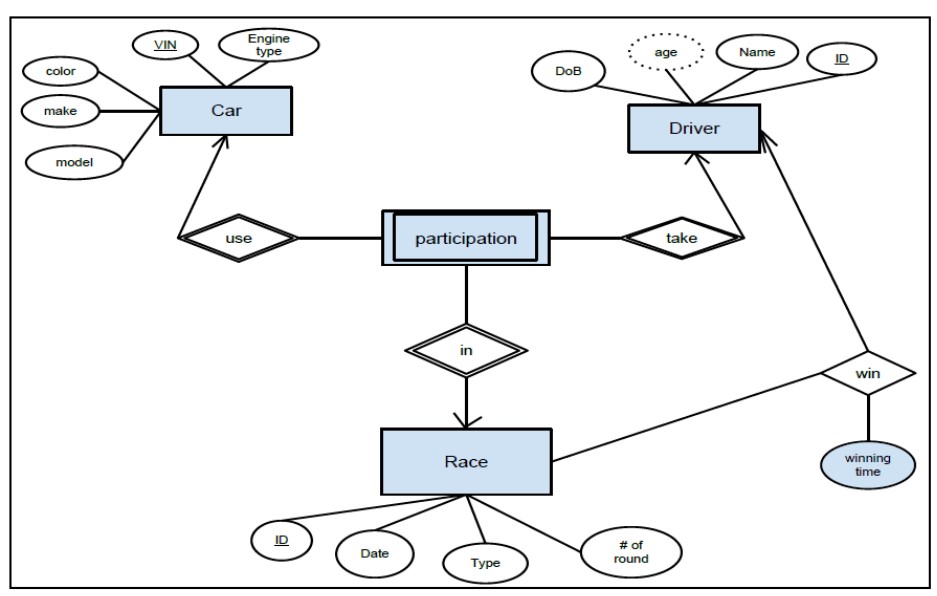 VIN
Engine
type
color
make
model
Car
DoB
age
Name
ID
Driver
use
participation
take
in
win
winning
time
Race
ID
Date
Type
# of
round